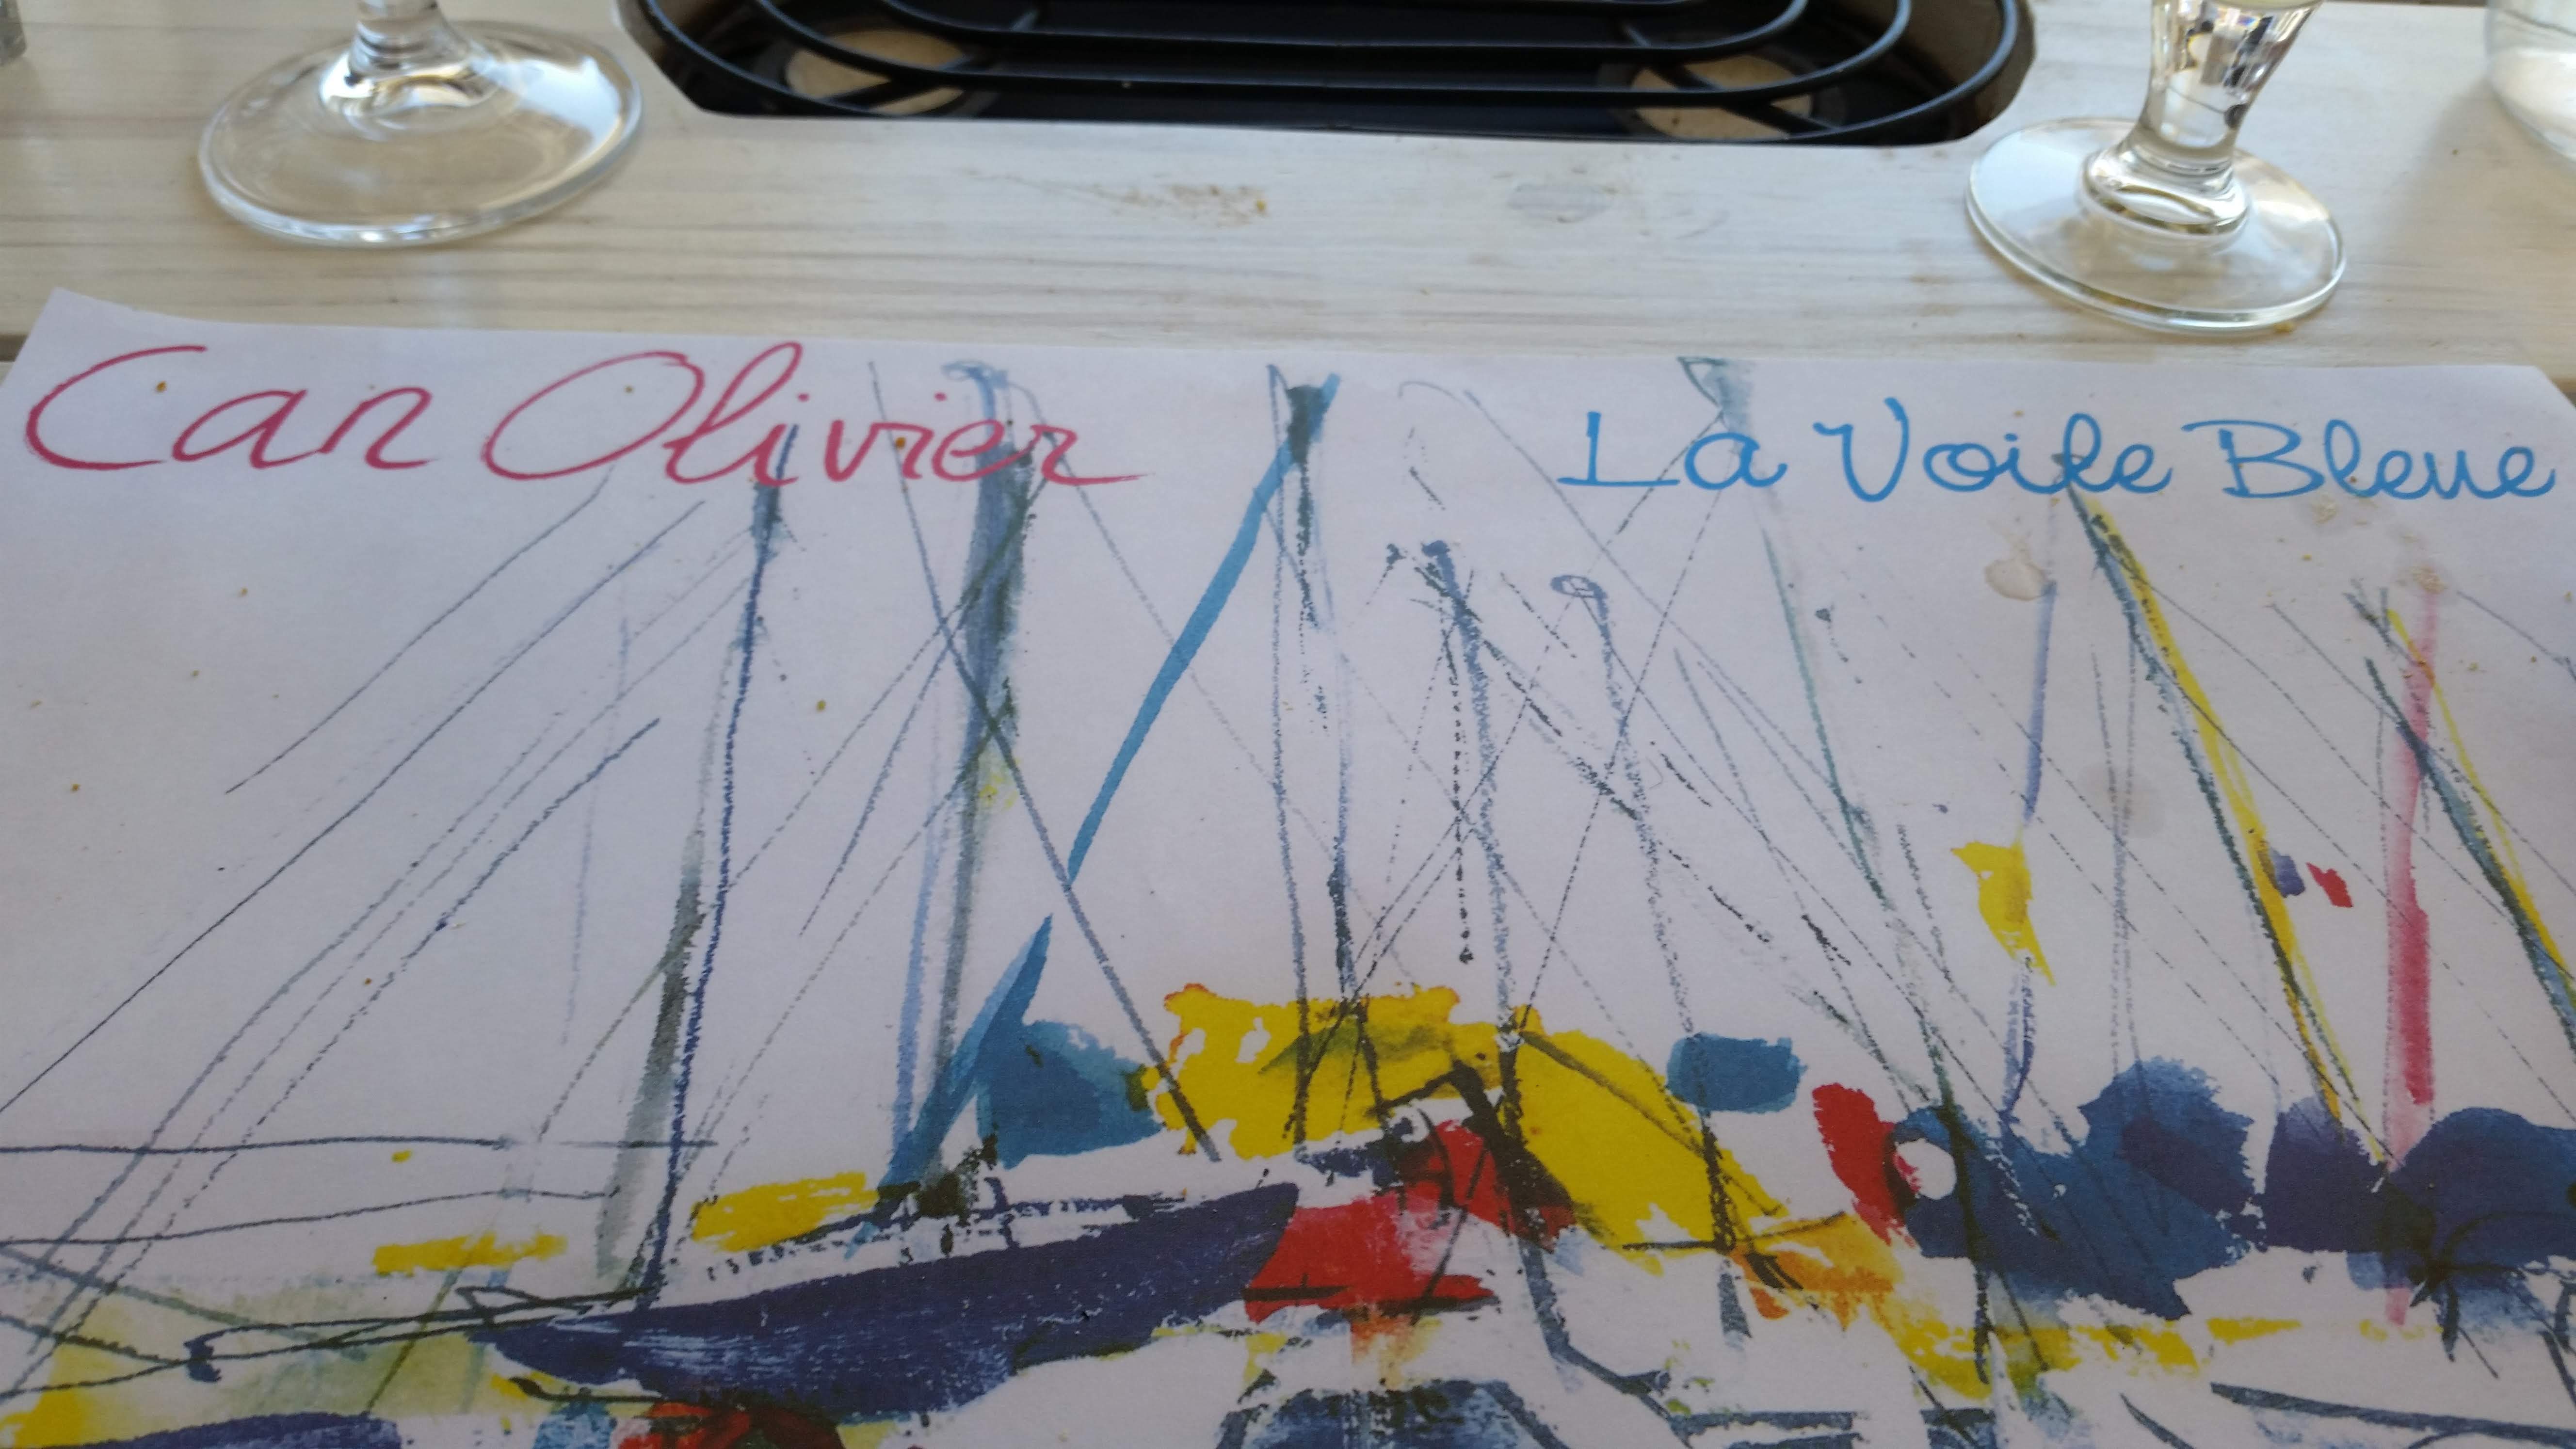 Can Olivier
La Voile Bleue